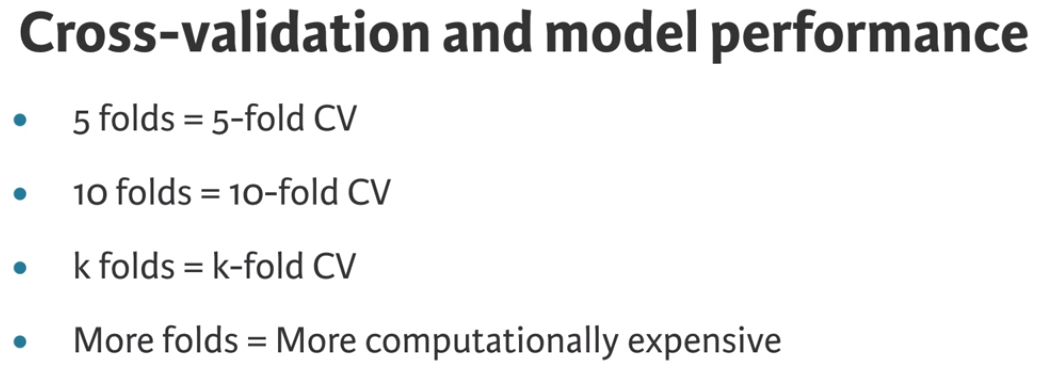 Cross-validation and model performance
• 5 folds = 5-fold CV
• 10 folds = 10-fold CV
• k folds = k-fold CV
• More folds = More computationally expensive